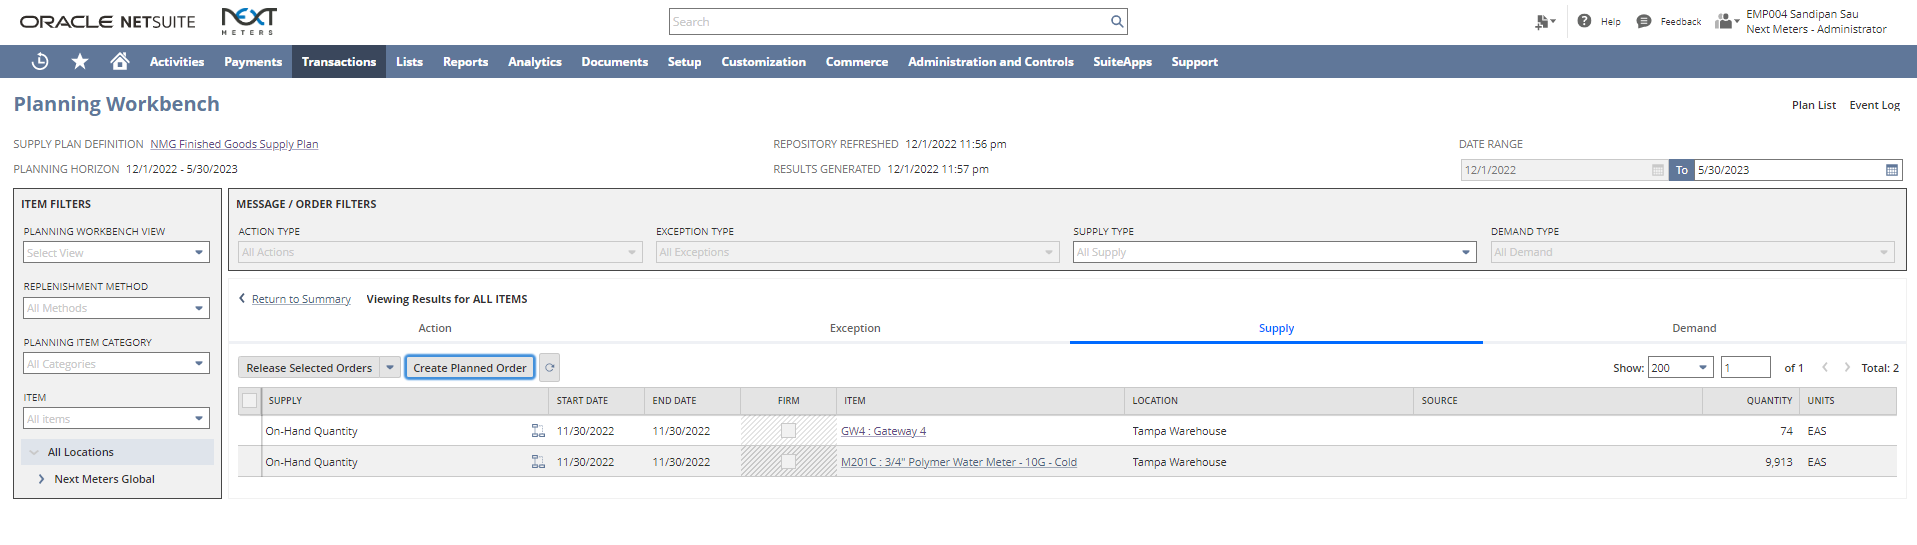 ORACLE NETSUITE
NEXT
METERS
Search
Help
Feedback
EMP004 Sandipan Sau
Next Meters - Administrator
Activities Payments Transactions Lists Reports Analytics Documents Setup Customization Commerce Administration and Controls SuiteApps Support
Planning Workbench
Plan List Event Log
SUPPLY PLAN DEFINITION NMG Finished Goods Supply Plan
REPOSITORY REFRESHED 12/1/2022 11:56 pm
DATE RANGE
PLANNING HORIZON 12/1/2022 - 5/30/2023
RESULTS GENERATED 12/1/2022 11:57 pm
12/1/2022 To 5/30/2023
ITEM FILTERS
PLANNING WORKBENCH VIEW
Select View
REPLENISHMENT METHOD
All Methods
PLANNING ITEM CATEGORY
All Categories
ITEM
All items
All Locations
Next Meters Global
MESSAGE / ORDER FILTERS
ACTION TYPE EXCEPTION TYPE SUPPLY TYPE DEMAND TYPE
All Actions All Exceptions All Supply All Demand
Return to Summary Viewing Results for ALL ITEMS
Action Exception Supply Demand
Release Selected Orders Create Planned Order
Show: 200 1 of 1 Total: 2
SUPPLY START DATE END DATE FIRM ITEM LOCATION SOURCE QUANTITY UNITS
On-Hand Quantity 11/30/2022 11/30/2022 GW4 : Gateway 4 Tampa Warehouse 74 EAS
On-Hand Quantity 11/30/2022 11/30/2022 M201C : 3/4" Polymer Water Meter - 10G - Cold Tampa Warehouse 9,913 EAS